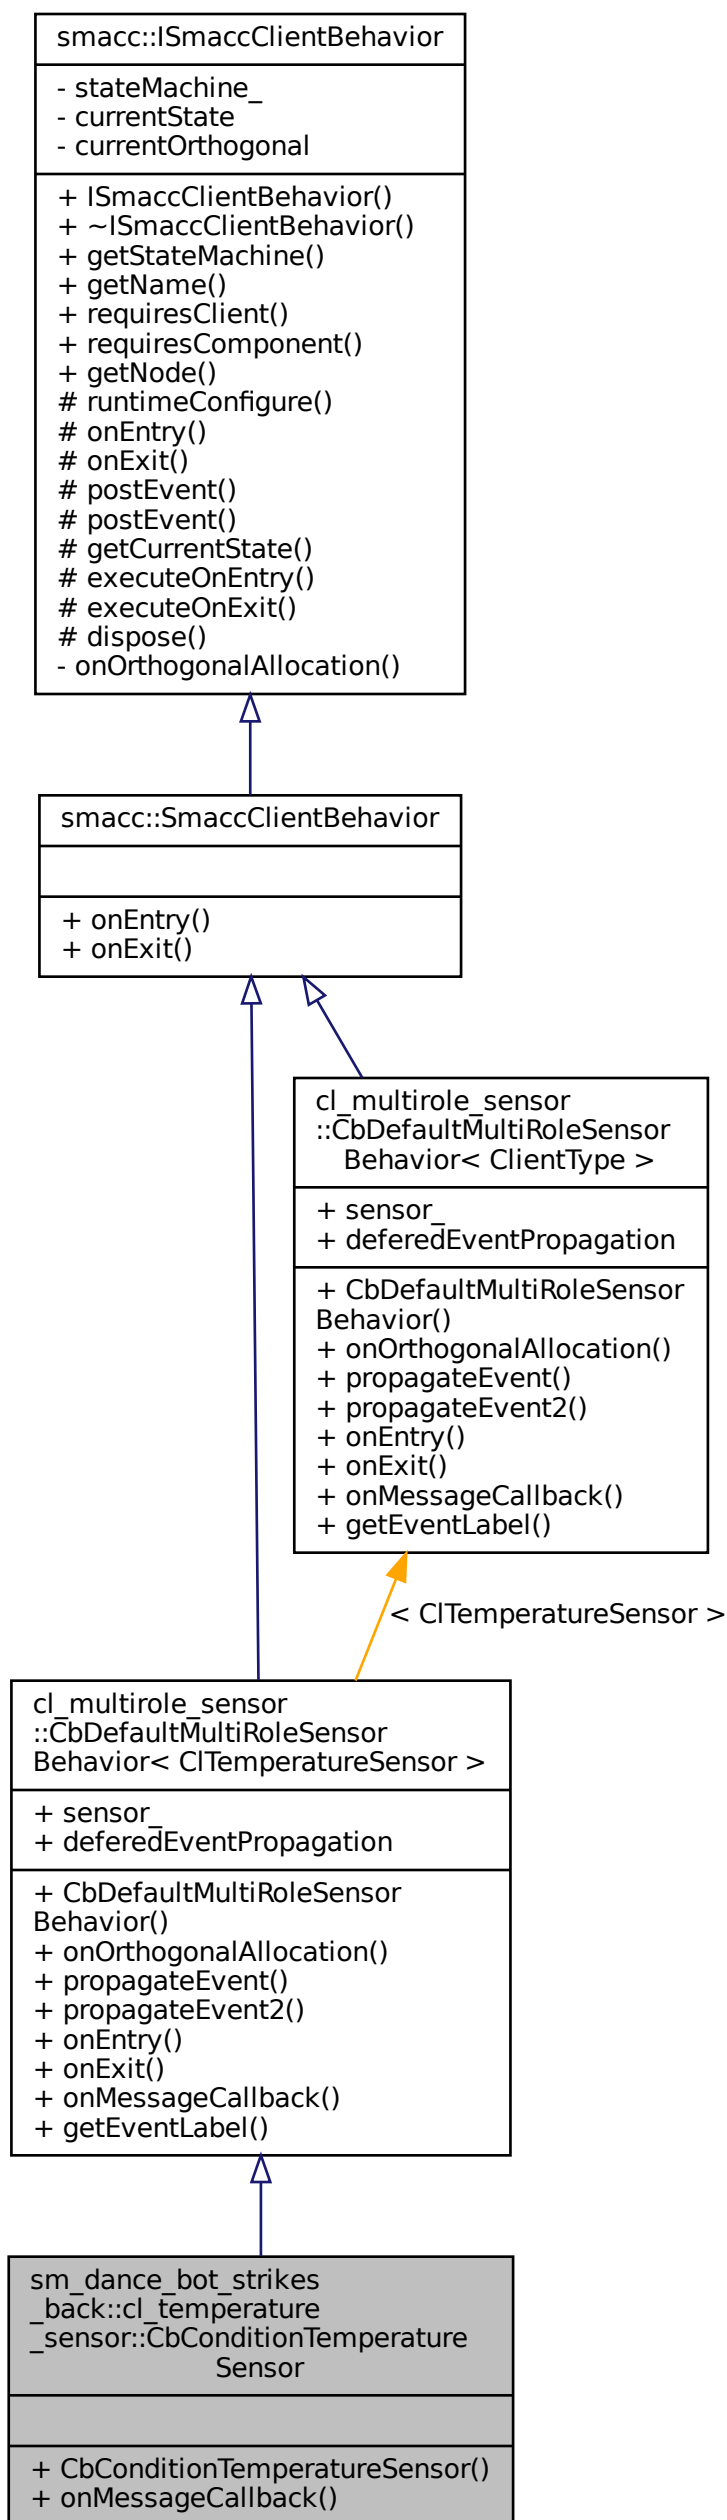 smacc::ISmaccClientBehavior
- stateMachine_
- currentState
- currentOrthogonal
+ ISmaccClientBehavior()
+ ~ISmaccClientBehavior()
+ getStateMachine()
+ getName()
+ requiresClient()
+ requiresComponent()
+ getNode()
# runtimeConfigure()
# onEntry()
# onExit()
# postEvent()
# postEvent()
# getCurrentState()
# executeOnEntry()
# executeOnExit()
# dispose()
- onOrthogonalAllocation()
smacc::SmaccClientBehavior
+ onEntry()
+ onExit()
cl_multirole_sensor
::CbDefaultMultiRoleSensor
Behavior< ClientType >
+ sensor_
+ deferedEventPropagation
+ CbDefaultMultiRoleSensor
Behavior()
+ onOrthogonalAllocation()
+ propagateEvent()
+ propagateEvent2()
+ onEntry()
+ onExit()
+ onMessageCallback()
+ getEventLabel()
< ClTemperatureSensor >
cl_multirole_sensor
::CbDefaultMultiRoleSensor
Behavior< ClTemperatureSensor >
+ sensor_
+ deferedEventPropagation
+ CbDefaultMultiRoleSensor
Behavior()
+ onOrthogonalAllocation()
+ propagateEvent()
+ propagateEvent2()
+ onEntry()
+ onExit()
+ onMessageCallback()
+ getEventLabel()
sm_dance_bot_strikes
_back::cl_temperature
_sensor::CbConditionTemperature
Sensor
+ CbConditionTemperatureSensor()
+ onMessageCallback()